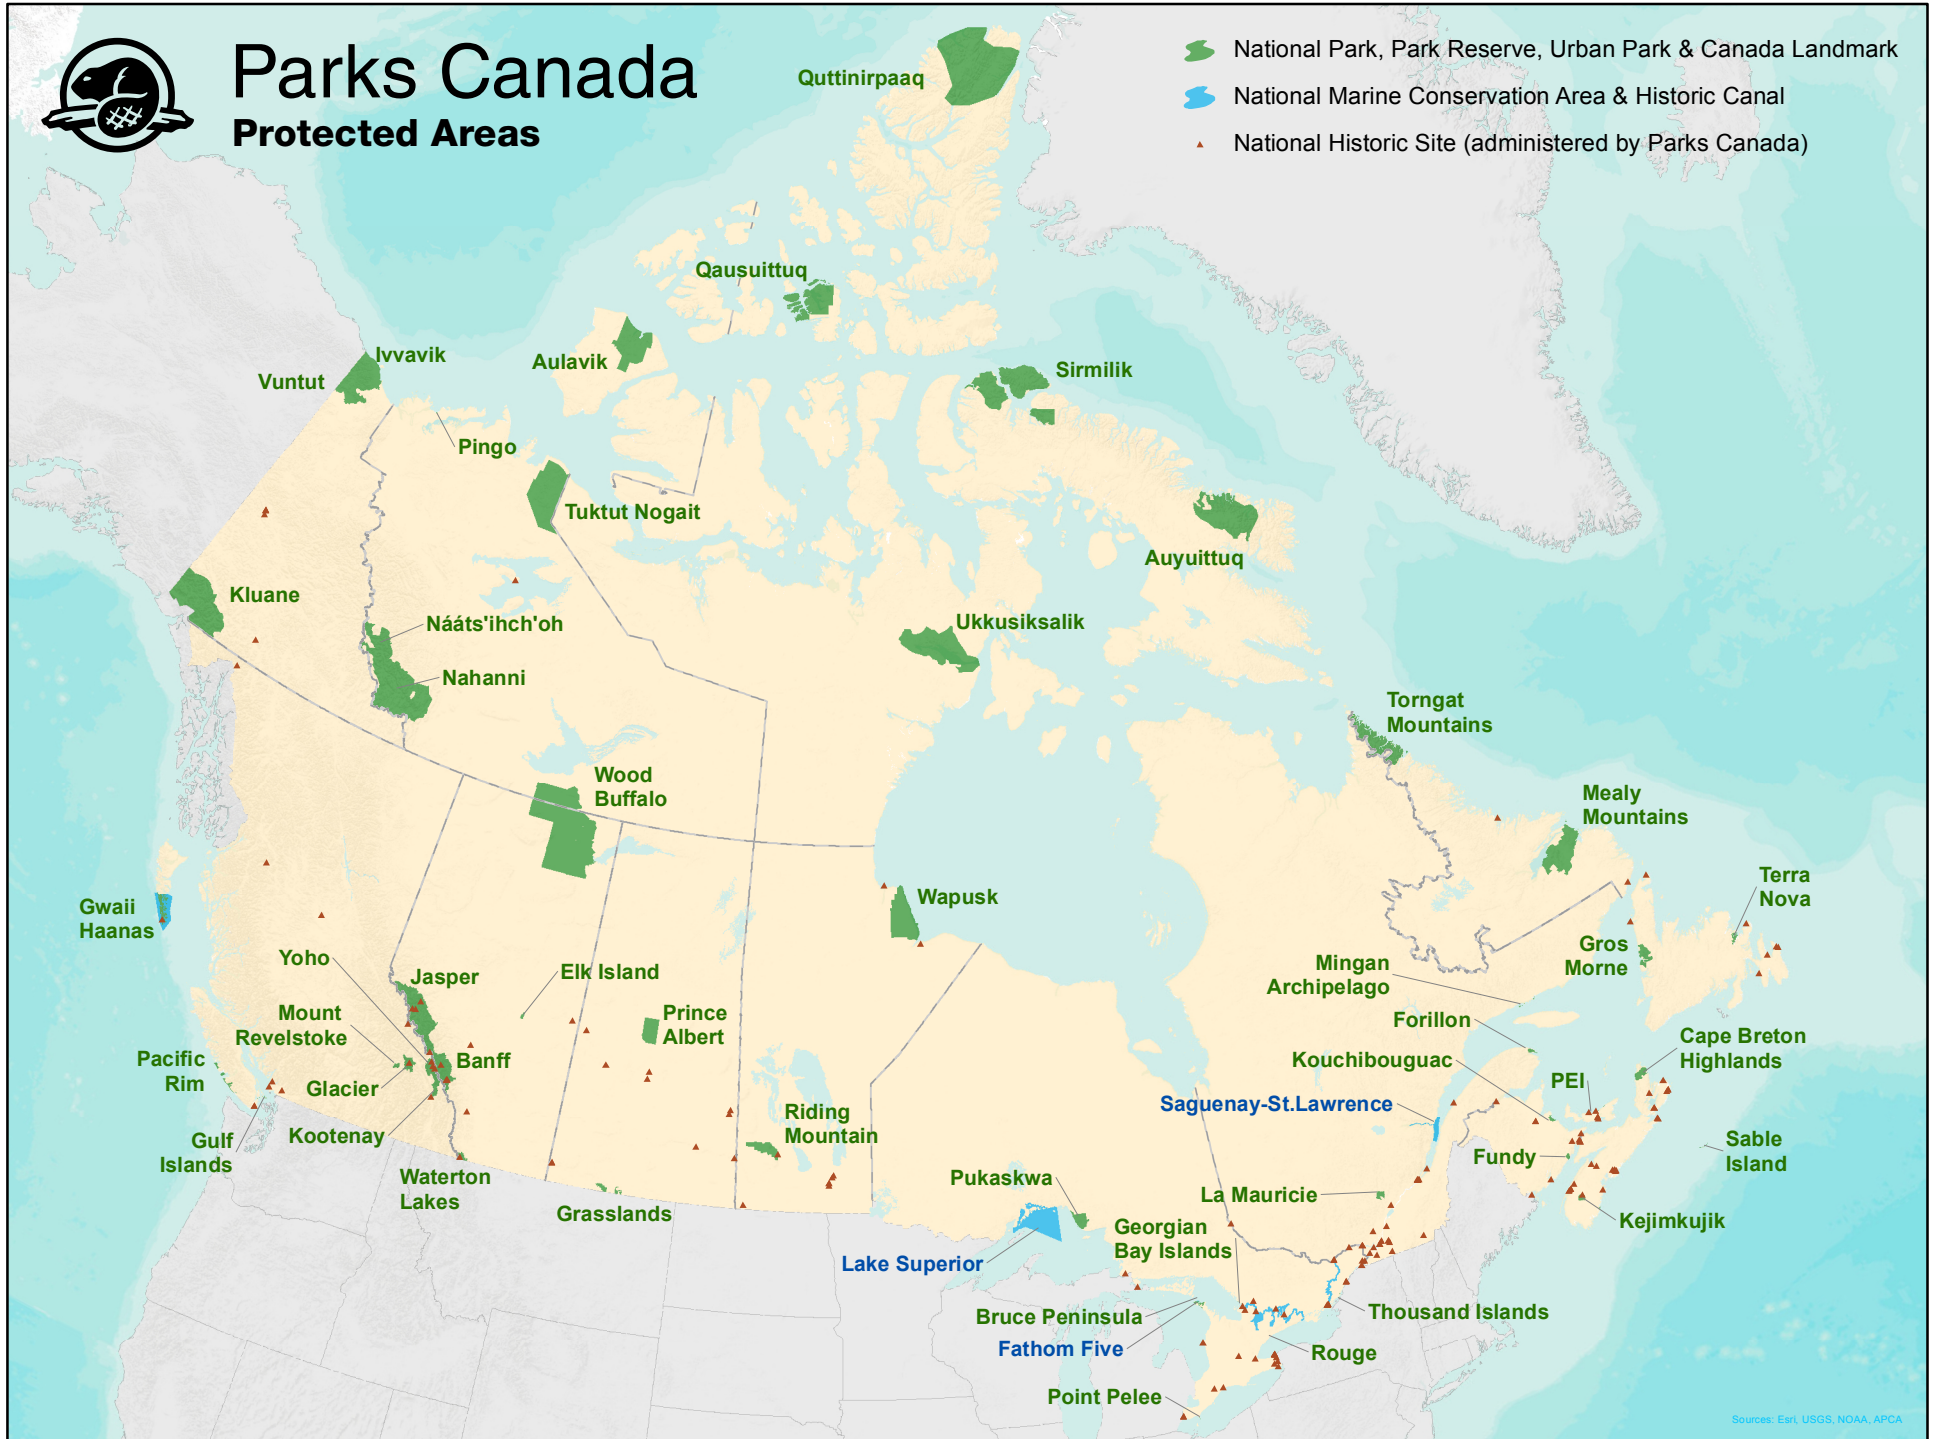 Parks Canada
Protected Areas
National Park, Park Reserve, Urban Park & Canada Landmark
National Marine Conservation Area & Historic Canal
National Historic Site (administered by Parks Canada)
Quttinirpaaq
Qausuittuq
Ivvavik
Vuntut
Aulavik
Sirmilik
Pingo
Tuktut Nogait
Auyuittuq
Kluane
Nááts'ihch'oh
Nahanni
Ukkusiksalik
Torngat
Mountains
Wood
Buffalo
Mealy
Mountains
Wapusk
Terra
Nova
Gwaii
Haanas
Yoho
Jasper
Elk Island
Gros
Morne
Mingan
Archipelago
Mount
Revelstoke
Prince
Albert
Forillon
Cape Breton
Highlands
Pacific
Rim
Banff
Kouchibouguac
Glacier
PEI
Saguenay-St.Lawrence
Riding
Mountain
Kootenay
Gulf
Islands
Sable
Island
Fundy
Waterton
Lakes
Pukaskwa
La Mauricie
Grasslands
Kejimkujik
Georgian
Bay Islands
Lake Superior
Bruce Peninsula
Thousand Islands
Fathom Five
Rouge
Point Pelee
Sources: Esri, USGS, NOAA, APCA